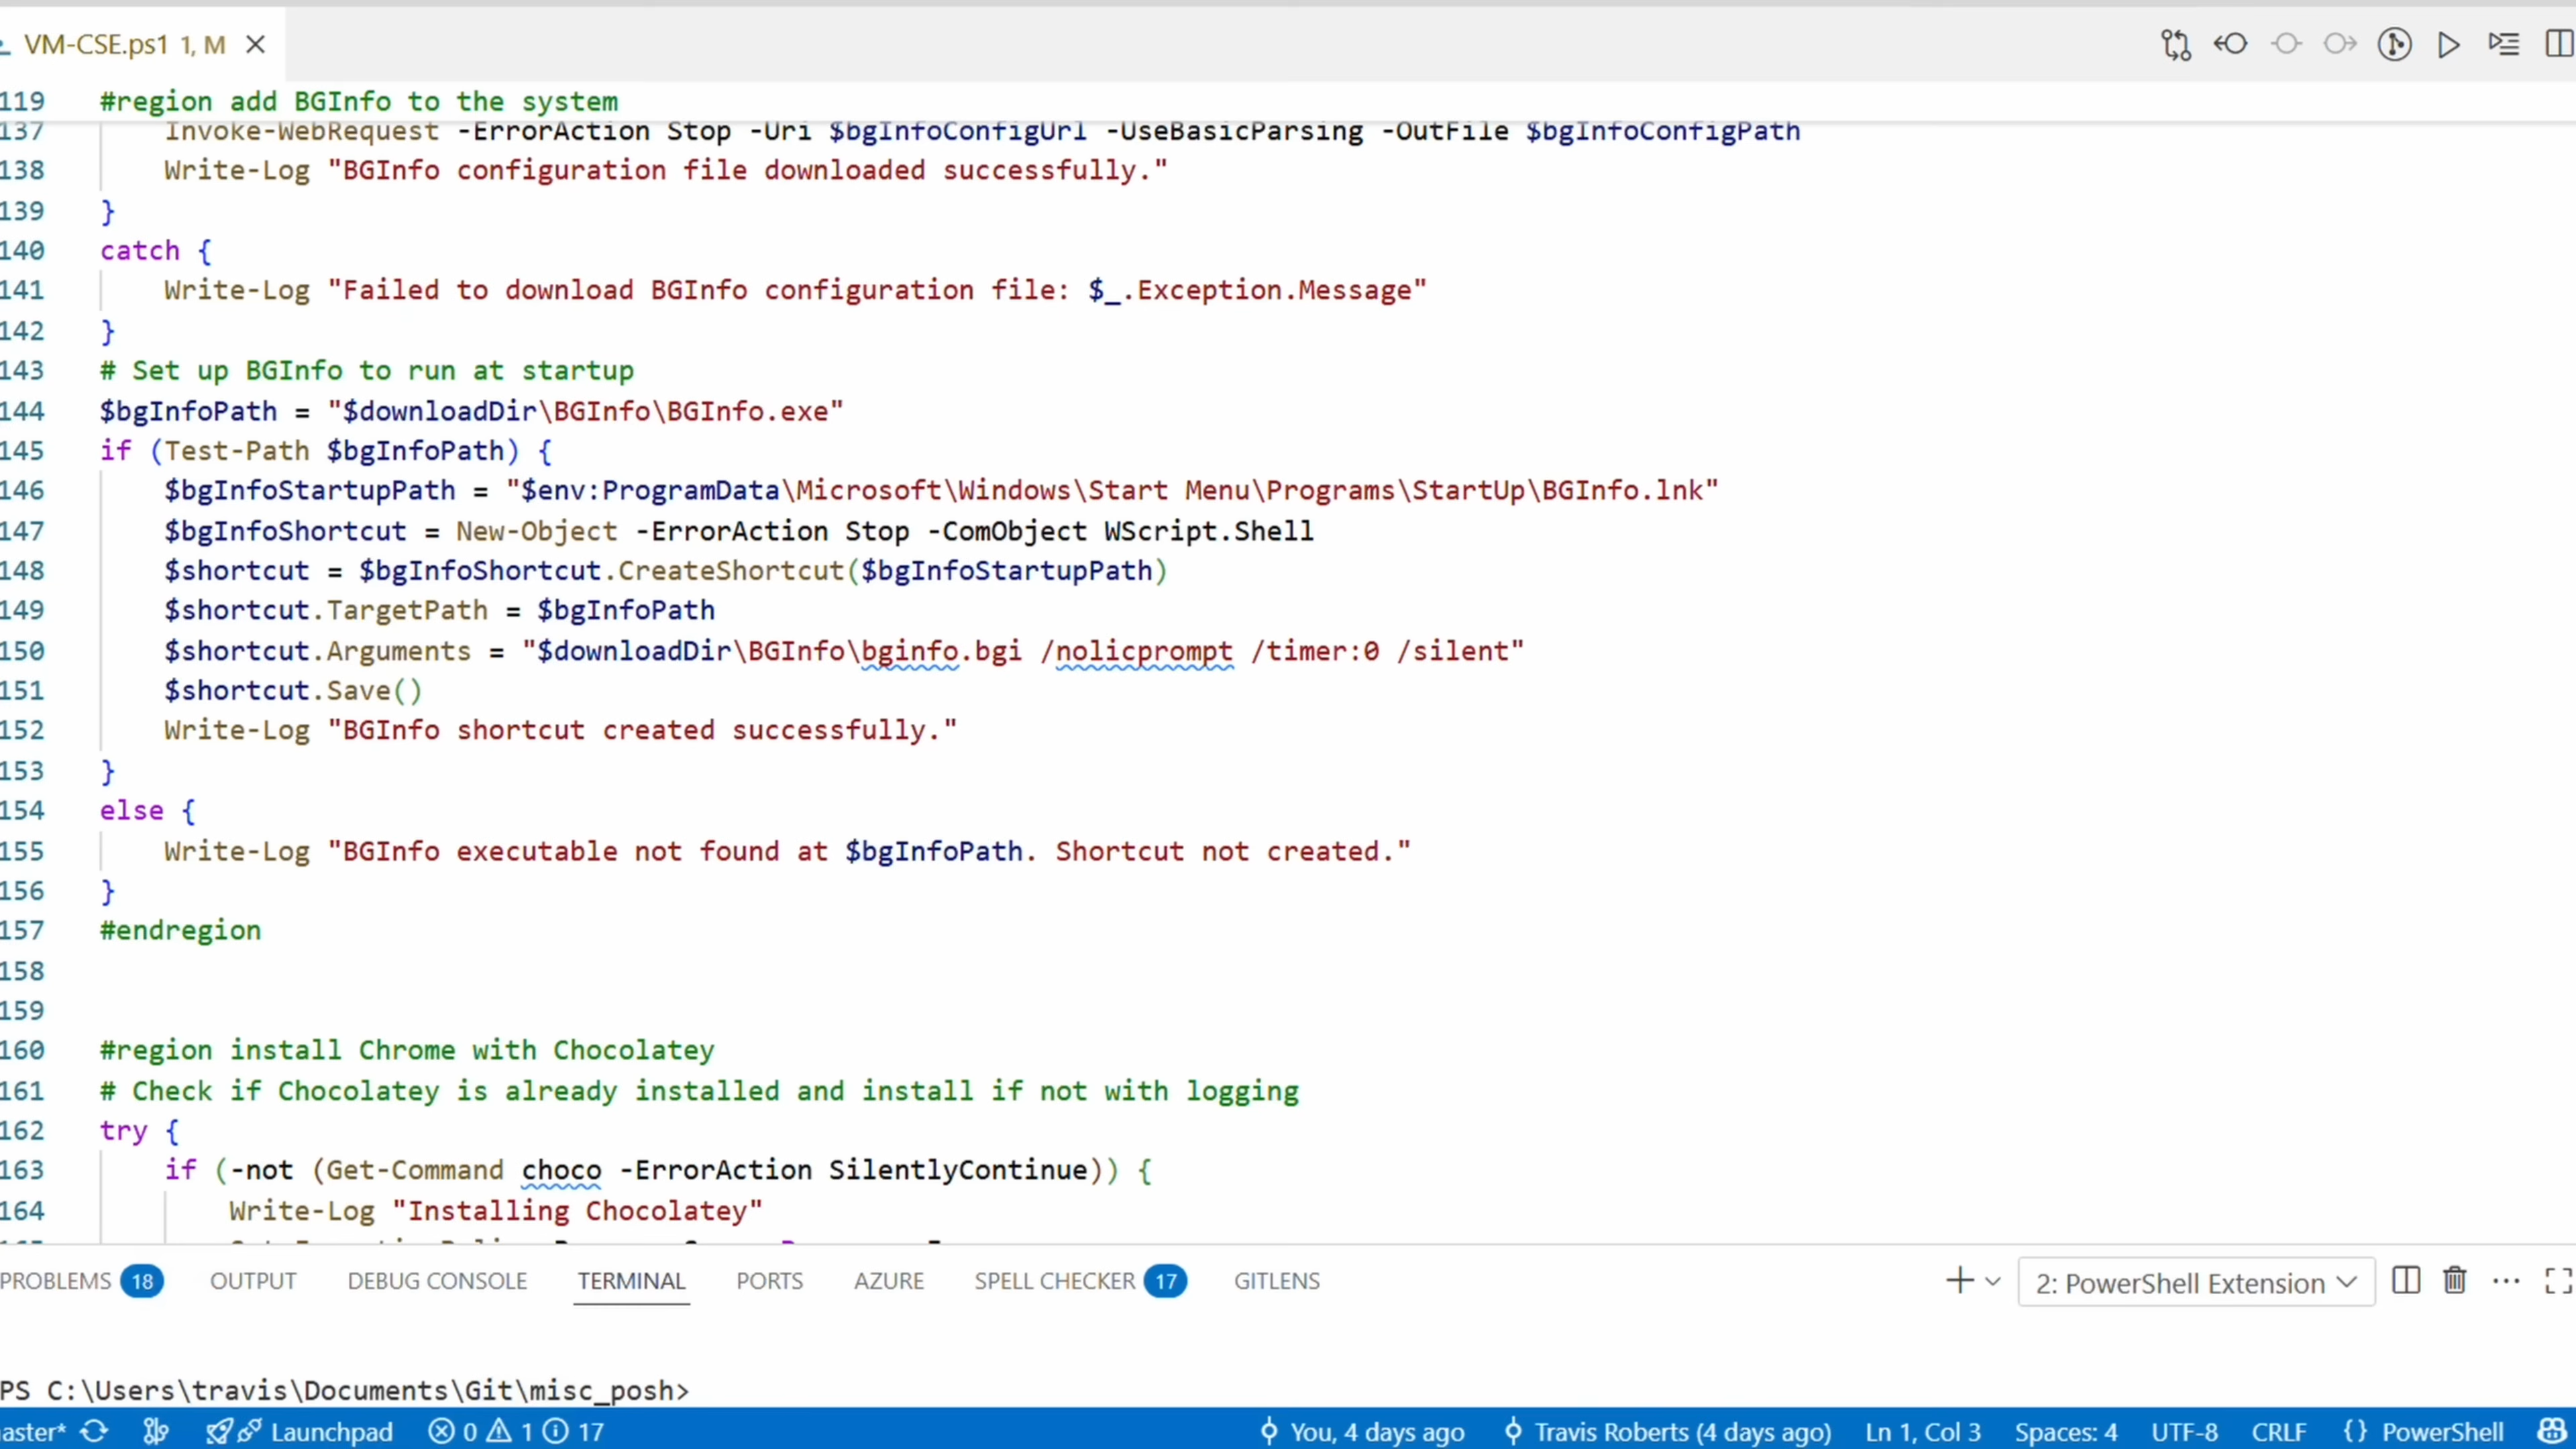 VM-CSE.ps1 1, M
119 #region add BGInfo to the system
137 Invoke-WebRequest -ErrorAction Stop -Uri $bgInfoConfigUrl -UseBasicParsing -OutFile $bgInfoConfigPath
138 Write-Log "BGInfo configuration file downloaded successfully."
139 }
140 catch {
141 Write-Log "Failed to download BGInfo configuration file: $_.Exception.Message"
142 }
143 # Set up BGInfo to run at startup
144 $bgInfoPath = "$downloadDir\BGInfo\BGInfo.exe"
145 if (Test-Path $bgInfoPath) {
146 $bgInfoStartupPath = "$env:ProgramData\Microsoft\Windows\Start Menu\Programs\StartUp\BGInfo.lnk"
147 $bgInfoShortcut = New-Object -ErrorAction Stop -ComObject WScript.Shell
148 $shortcut = $bgInfoShortcut.CreateShortcut($bgInfoStartupPath)
149 $shortcut.TargetPath = $bgInfoPath
150 $shortcut.Arguments = "$downloadDir\BGInfo\bginfo.bgi /nolicprompt /timer:0 /silent"
151 $shortcut.Save()
152 Write-Log "BGInfo shortcut created successfully."
153 }
154 else {
155 Write-Log "BGInfo executable not found at $bgInfoPath. Shortcut not created."
156 }
157 #endregion
158
159
160 #region install Chrome with Chocolatey
161 # Check if Chocolatey is already installed and install if not with logging
162 try {
163 if (-not (Get-Command choco -ErrorAction SilentlyContinue)) {
164 Write-Log "Installing Chocolatey"
PROBLEMS 18 OUTPUT DEBUG CONSOLE TERMINAL PORTS AZURE SPELL CHECKER 17 GITLENS 2: PowerShell Extension
PS C:\Users\travis\Documents\Git\misc_posh>
aster* Launchpad 0 1 17 You, 4 days ago Travis Roberts (4 days ago) Ln 1, Col 3 Spaces: 4 UTF-8 CRLF {} PowerShell